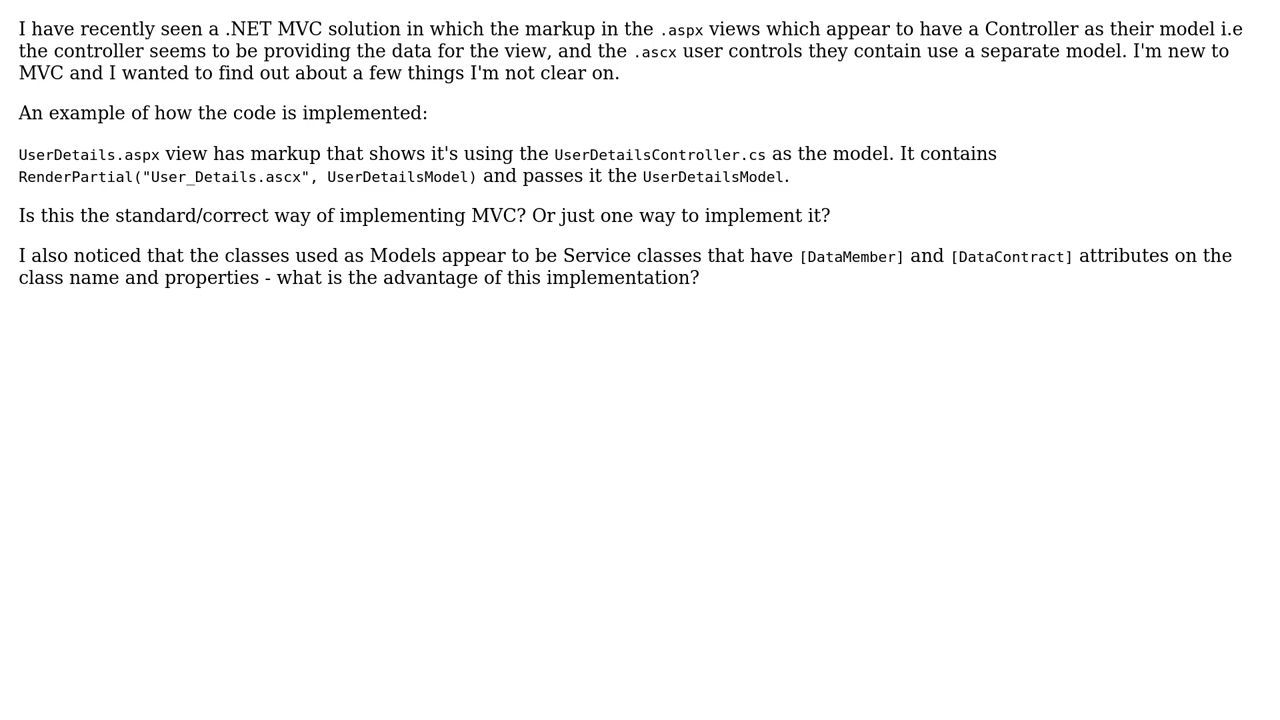 I have recently seen a .NET MVC solution in which the markup in the .aspx views which appear to have a Controller as their model i.e
the controller seems to be providing the data for the view, and the .ascx user controls they contain use a separate model. I'm new to
MVC and I wanted to find out about a few things I'm not clear on.
An example of how the code is implemented:
UserDetails.aspx view has markup that shows it's using the UserDetailsController.cs as the model. It contains
RenderPartial("User_Details.ascx", UserDetailsModel) and passes it the UserDetailsModel.
Is this the standard/correct way of implementing MVC? Or just one way to implement it?
I also noticed that the classes used as Models appear to be Service classes that have [DataMember] and [DataContract] attributes on the
class name and properties - what is the advantage of this implementation?